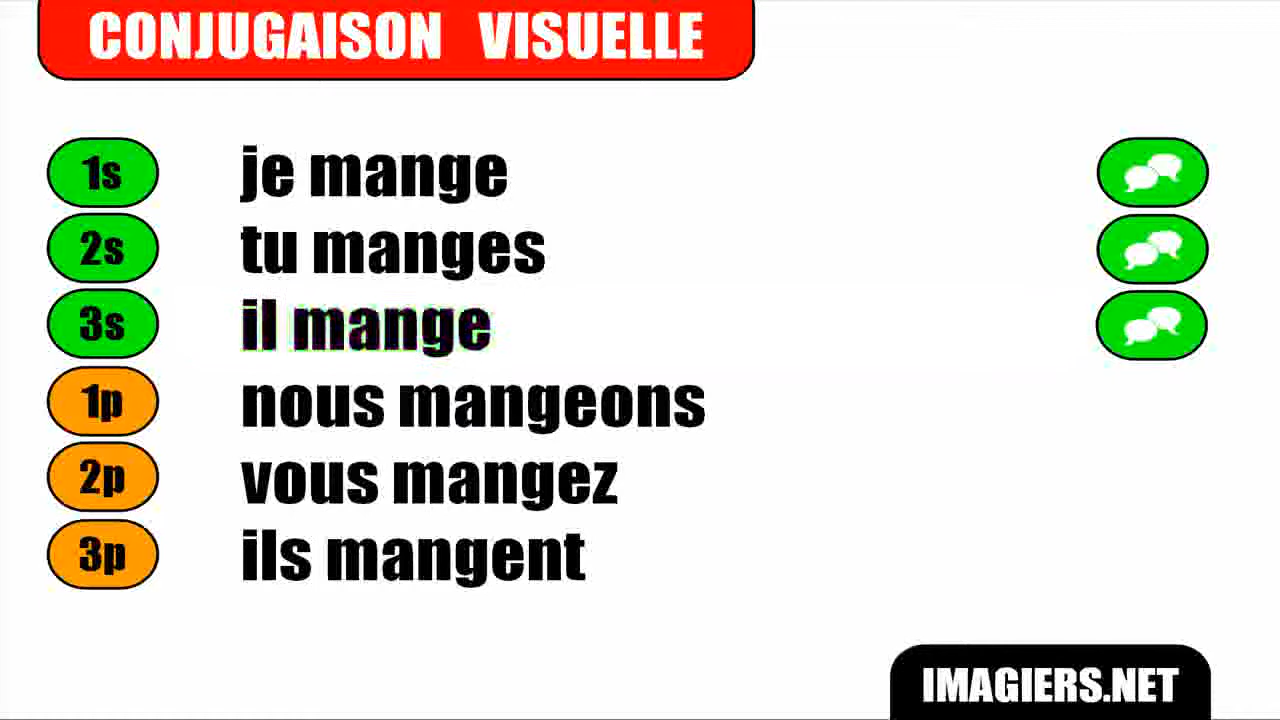 CONJUGAISON VISUELLE
1s je mange
2s tu manges
3s il mange
1p nous mangeons
2p vous mangez
3p ils mangent
IMAGIERS.NET